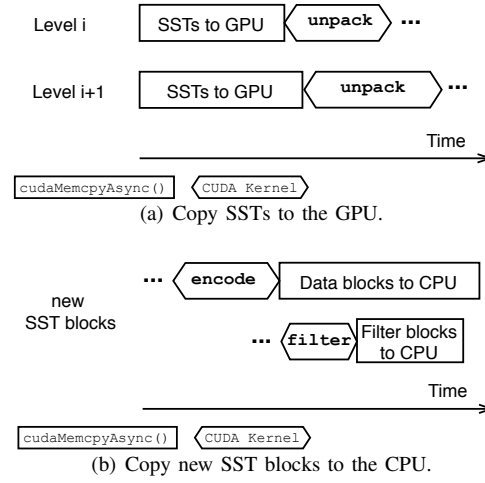 Level i
SSTs to GPU
unpack
...
Level i+1
SSTs to GPU
unpack
...
Time
cudaMemcpyAsync()
CUDA Kernel
(a) Copy SSTs to the GPU.
new
SST blocks
...
encode
Data blocks to CPU
...
filter
Filter blocks
to CPU
Time
cudaMemcpyAsync()
CUDA Kernel
(b) Copy new SST blocks to the CPU.